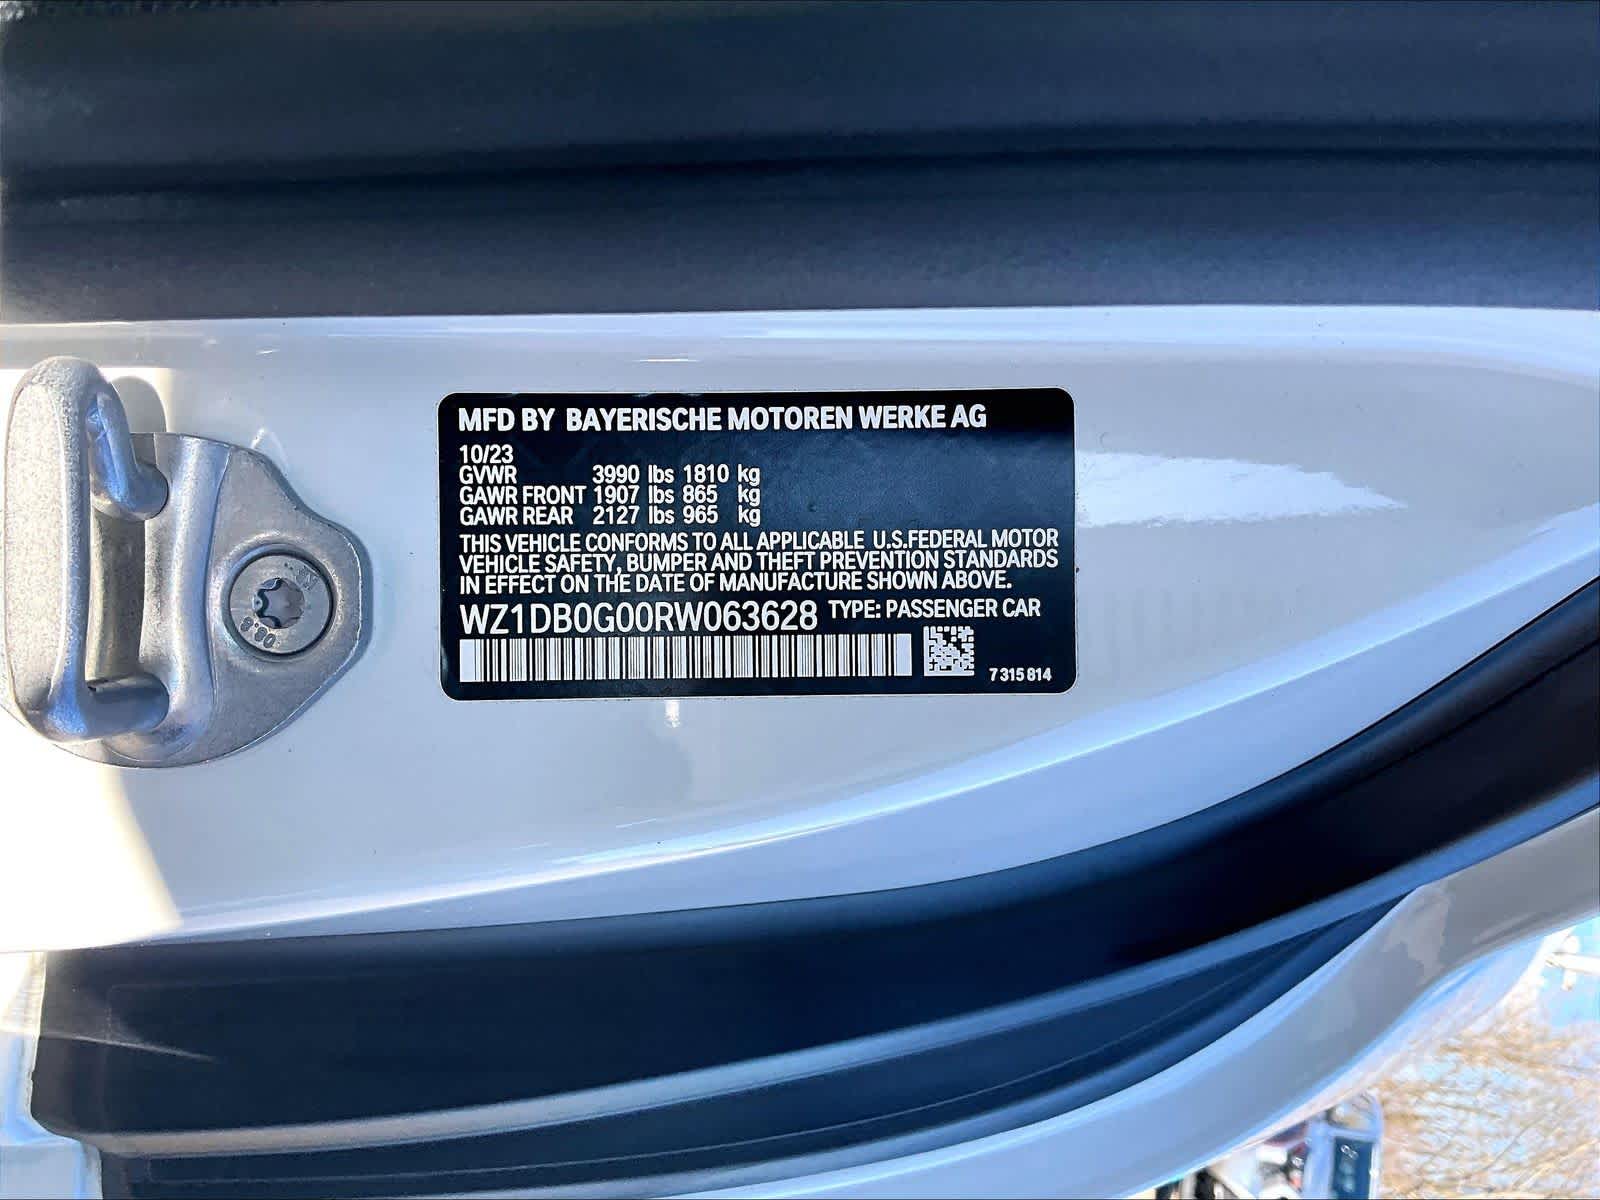 MFD BY BAYERISCHE MOTOREN WERKE AG
10/23
GVWR 3990 lbs 1810 kg
GAWR FRONT 1907 lbs 865 kg
GAWR REAR 2127 lbs 965 kg
THIS VEHICLE CONFORMS TO ALL APPLICABLE U.S.FEDERAL MOTOR
VEHICLE SAFETY, BUMPER AND THEFT PREVENTION STANDARDS
IN EFFECT ON THE DATE OF MANUFACTURE SHOWN ABOVE.
WZ1DB0G00RW063628 TYPE: PASSENGER CAR
7 315 814